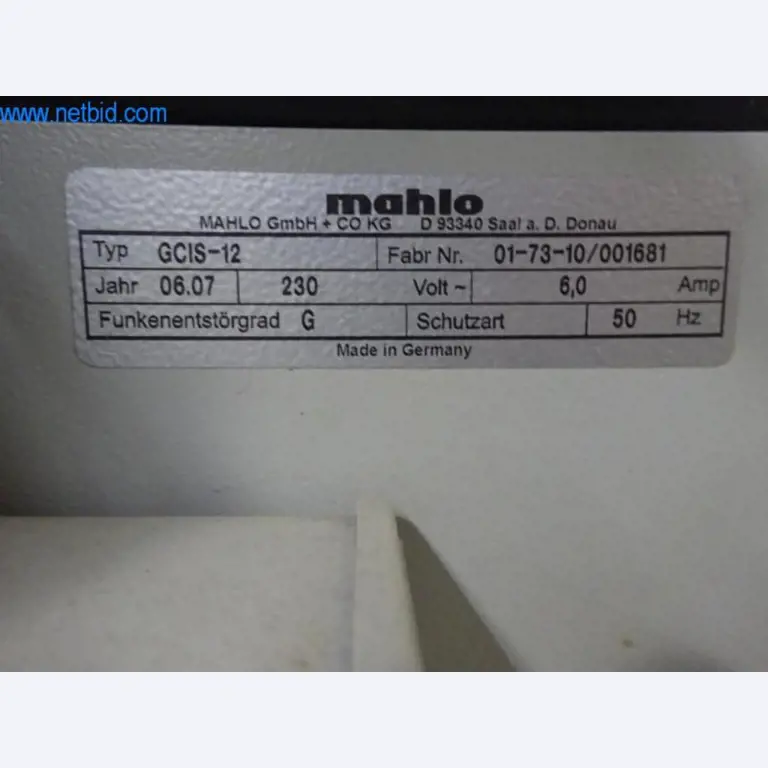 www.netbid.com
mahlo
MAHLO GmbH + CO KG D 93340 Saal a. D. Donau
Typ GCIS-12 Fabr Nr. 01-73-10/001681
Jahr 06.07 230 Volt ~ 6,0 Amp
Funkenentstörgrad G Schutzart 50 Hz
Made in Germany